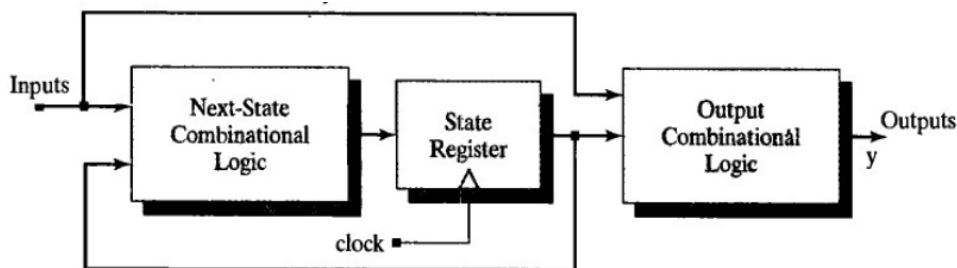 Inputs
Next-State
Combinational
Logic
State
Register
Output
Combinational
Logic
Outputs
y
clock